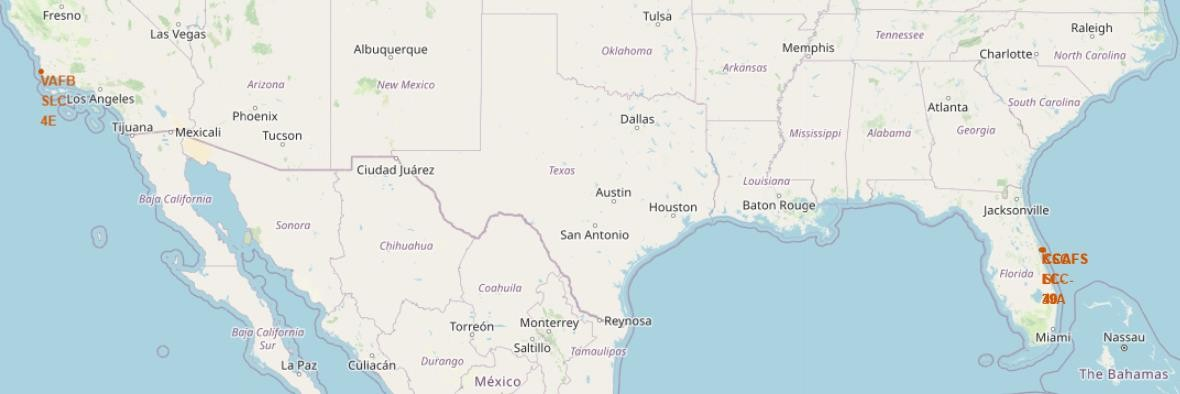 Fresno
Las Vegas
Albuquerque
Tulsa
Oklahoma
Memphis
Tennessee
Raleigh
Charlotte
North Carolina
VAFB
SLC
4E
Los Angeles
Arizona
New Mexico
Arkansas
Tijuana
Mexicali
Phoenix
Tucson
Dallas
Mississippi
Alabama
Atlanta
Georgia
South Carolina
Ciudad Juárez
Texas
Louisiana
Baja California
Austin
Houston
Baton Rouge
Jacksonville
Sonora
Chihuahua
San Antonio
Florida
Coahuila
Torreón
Monterrey
Reynosa
Baja California
Sur
Saltillo
Tamaulipas
Miami
Nassau
La Paz
Culiacán
Durango
México
The Bahamas